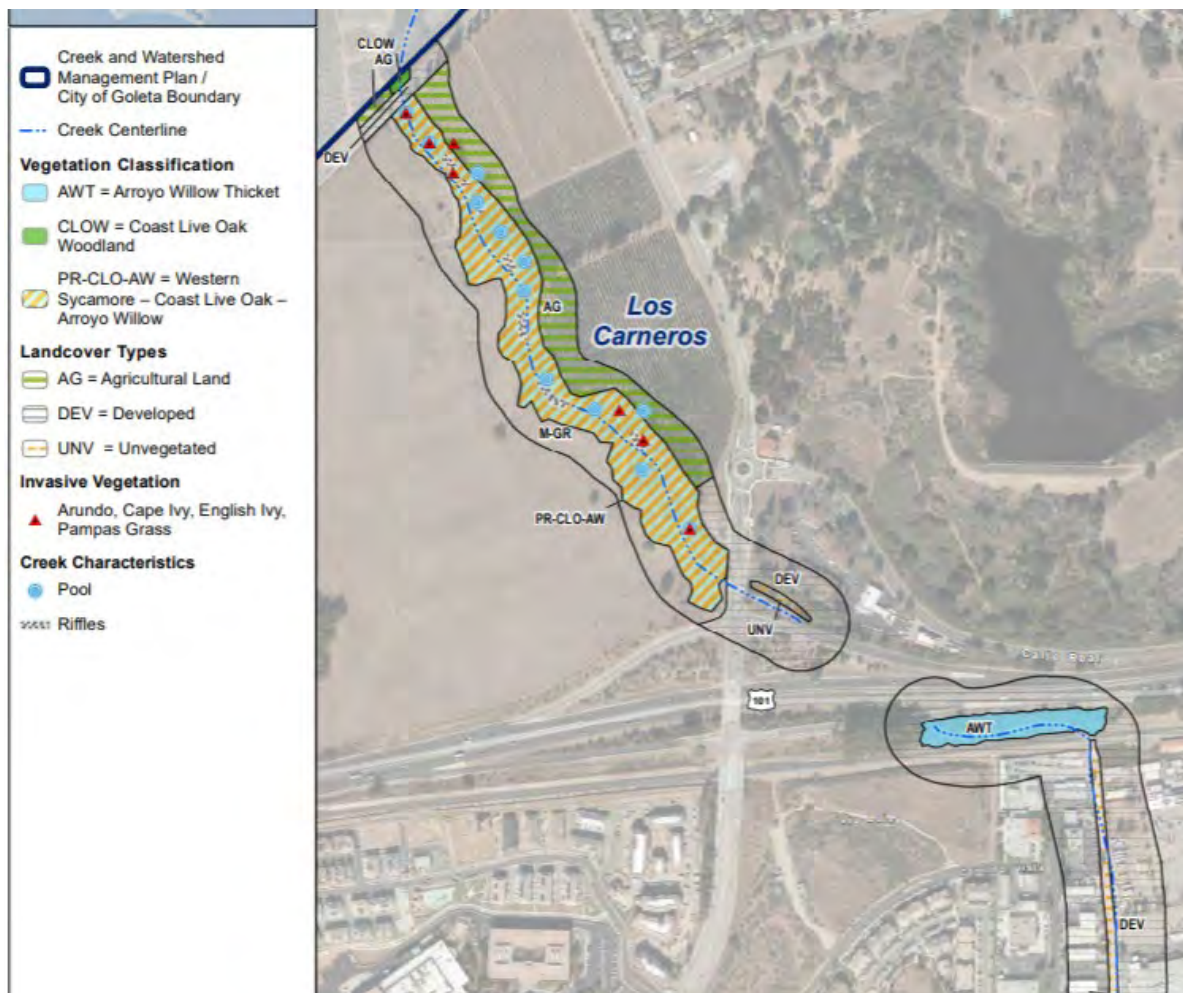 Creek and Watershed
Management Plan /
City of Goleta Boundary
Creek Centerline
Vegetation Classification
AWT = Arroyo Willow Thicket
CLOW = Coast Live Oak
Woodland
PR-CLO-AW = Western
Sycamore – Coast Live Oak –
Arroyo Willow
Landcover Types
AG = Agricultural Land
DEV = Developed
UNV = Unvegetated
Invasive Vegetation
Arundo, Cape Ivy, English Ivy,
Pampas Grass
Creek Characteristics
Pool
Riffles
CLOW
AG
DEV
AG
Los
Carneros
M-GR
PR-CLO-AW
DEV
UNV
101
AWT
DEV